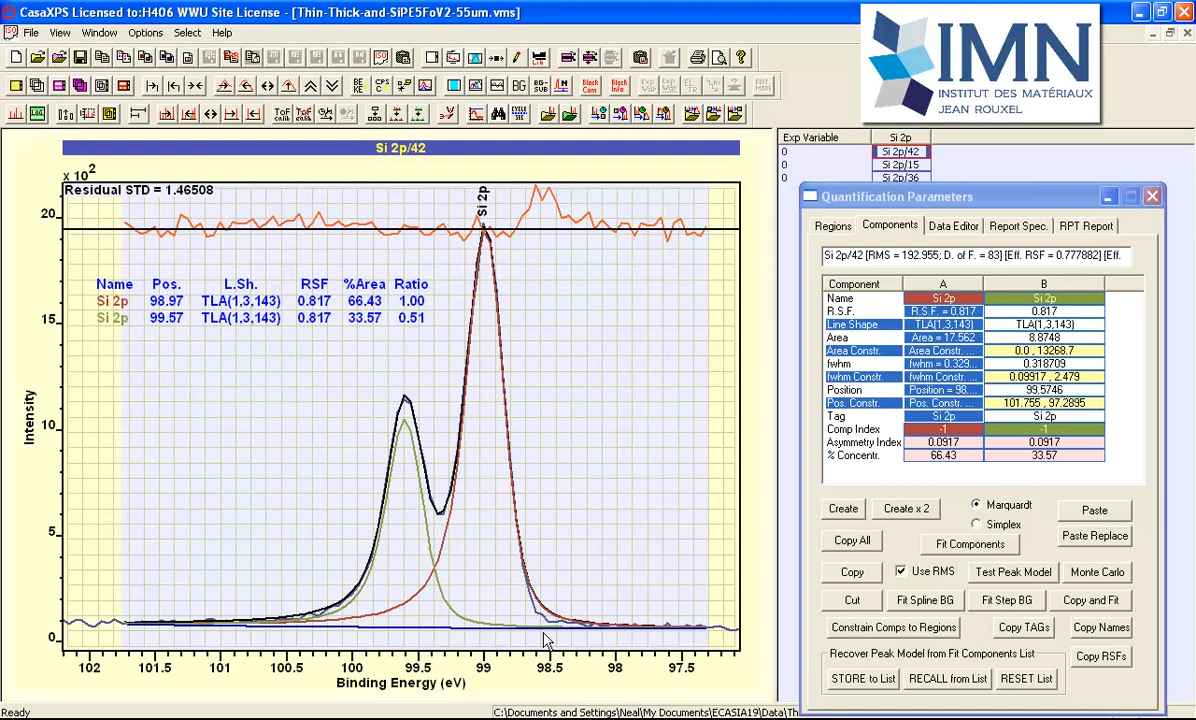 CasaXPS Licensed to:H406 WWU Site License - [Thin-Thick-and-SiPE5FoV2-55um.vms]
File View Window Options Select Help
IMN
INSTITUT DES MATÉRIAUX
JEAN ROUXEL
Si 2p/42
x 10²
Residual STD = 1.46508
Si 2p
20
15
10
5
0
Intensity
Name Pos. L.Sh. RSF %Area Ratio
Si 2p 98.97 TLA(1,3,143) 0.817 66.43 1.00
Si 2p 99.57 TLA(1,3,143) 0.817 33.57 0.51
102 101.5 101 100.5 100 99.5 99 98.5 98 97.5
Binding Energy (eV)
Exp Variable Si 2p
0 Si 2p/42
0 Si 2p/15
0 Si 2p/36
Quantification Parameters
Regions Components Data Editor Report Spec. RPT Report
Si 2p/42 [RMS = 192.955; D. of F. = 83] [Eff. RSF = 0.777882] [Eff.
Component A B
Name Si 2p Si 2p
R.S.F. R.S.F. = 0.817 0.817
Line Shape TLA(1,3,143) TLA(1,3,143)
Area Area = 17.562 8.8748
Area Constr. Area Constr. ... 0.0 , 13268.7
fwhm fwhm = 0.329... 0.318709
fwhm Constr. fwhm Constr. ... 0.09917 , 2.479
Position Position = 98.... 99.5746
Pos. Constr. Pos. Constr. ... 101.755 , 97.2895
Tag Si 2p Si 2p
Comp Index -1 -1
Asymmetry Index 0.0917 0.0917
% Concentr. 66.43 33.57
Create Create x 2 Marquardt Paste
Simplex
Copy All Fit Components Paste Replace
Copy Use RMS Test Peak Model Monte Carlo
Cut Fit Spline BG Fit Step BG Copy and Fit
Constrain Comps to Regions Copy TAGs Copy Names
Recover Peak Model from Fit Components List Copy RSFs
STORE to List RECALL from List RESET List
Ready C:\Documents and Settings\Neal\My Documents\ECASIA19\Data\Th